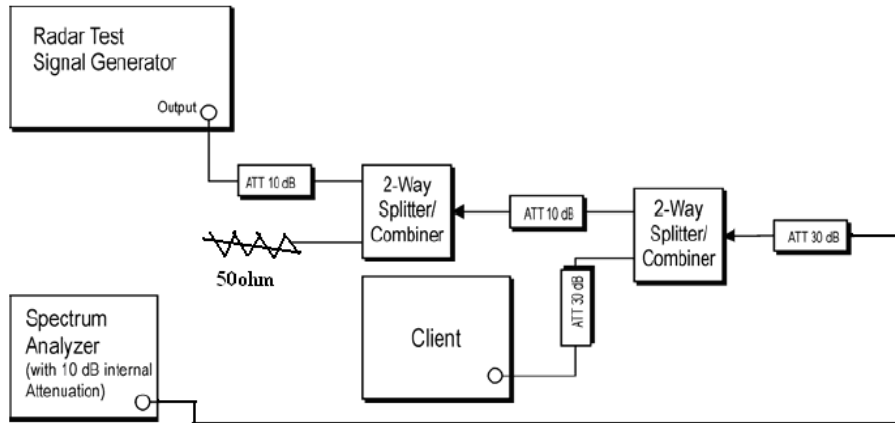 Radar Test
Signal Generator
Output
ATT 10 dB
2-Way
Splitter/
Combiner
ATT 10 dB
2-Way
Splitter/
Combiner
ATT 30 dB
50ohm
ATT 30 dB
Client
Spectrum
Analyzer
(with 10 dB internal
Attenuation)